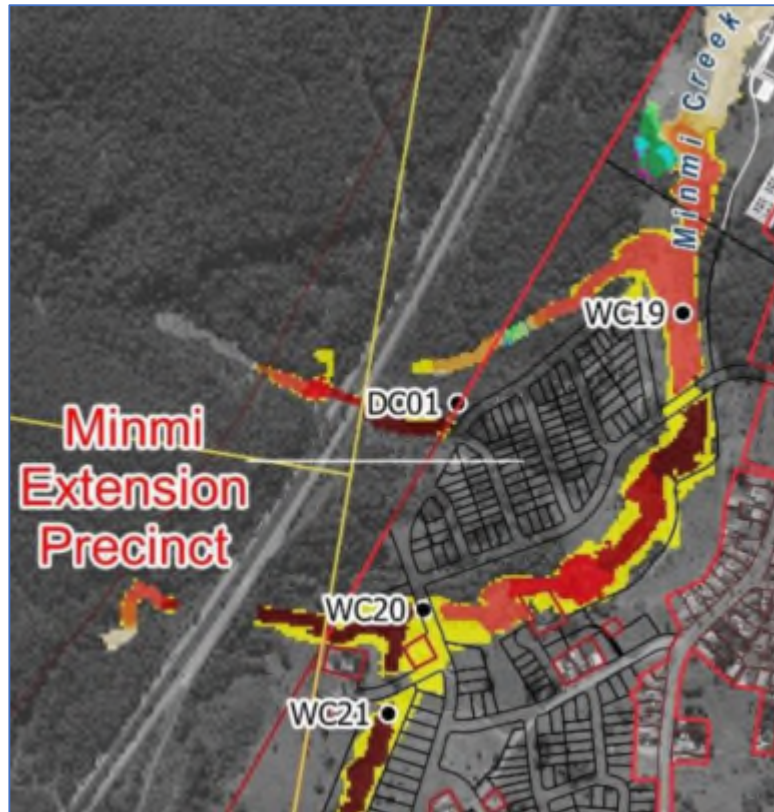 Minmi Creek
WC19
DC01
Minmi
Extension
Precinct
WC20
WC21